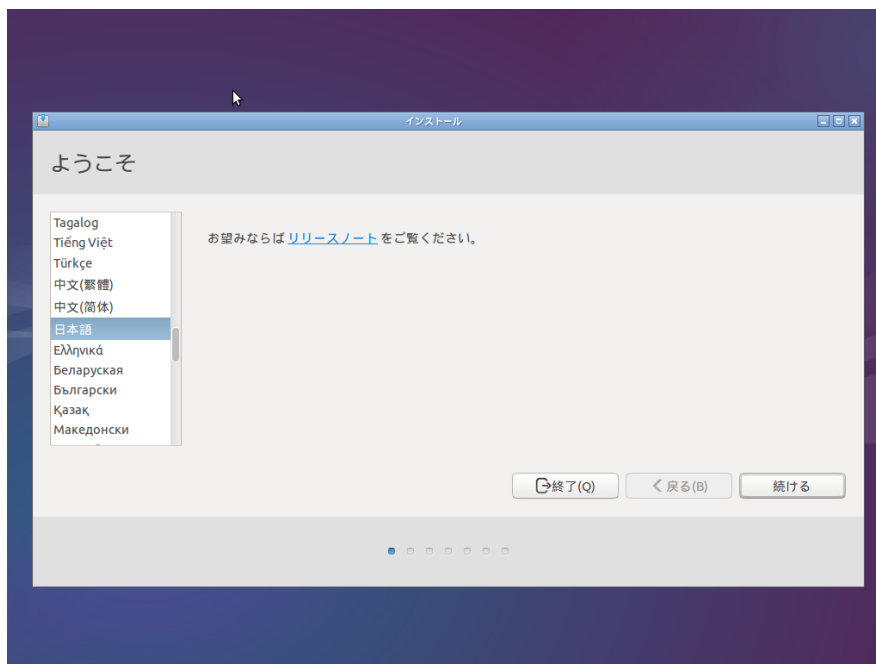 インストール
ようこそ
Tagalog
Tiếng Việt
Türkçe
中文(繁體)
中文(简体)
日本語
Ελληνικά
Беларуская
Български
Қазақ
Македонски
お望みならば リリースノート をご覧ください。
終了(Q)
戻る(B)
続ける